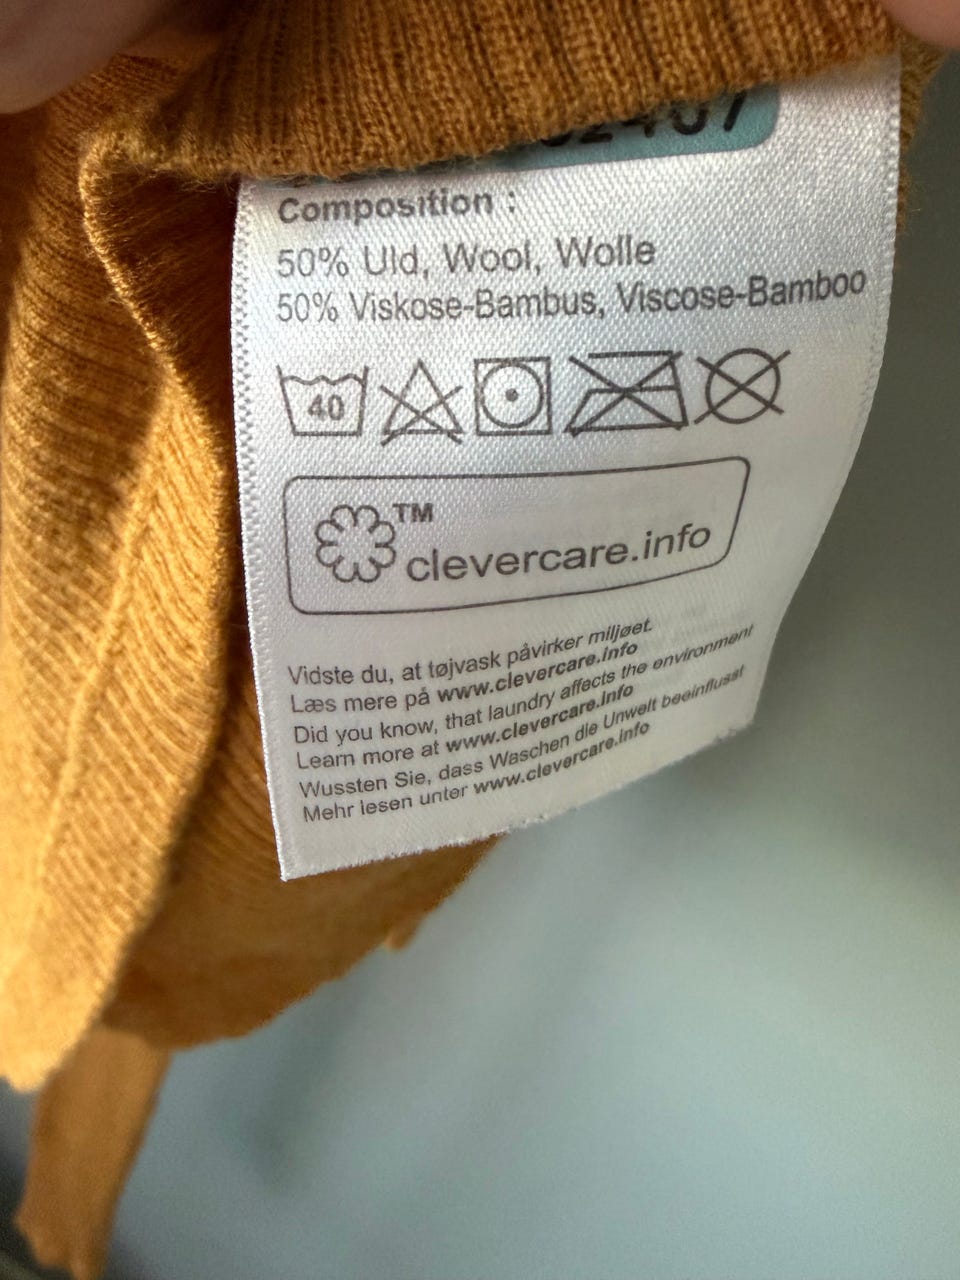 Composition :
50% Uld, Wool, Wolle
50% Viskose-Bambus, Viscose-Bamboo
40
TM
clevercare.info
Vidste du, at tøjvask påvirker miljøet.
Læs mere på www.clevercare.info
Did you know, that laundry affects the environment
Learn more at www.clevercare.info
Wussten Sie, dass Waschen die Umwelt beeinflusst
Mehr lesen unter www.clevercare.info